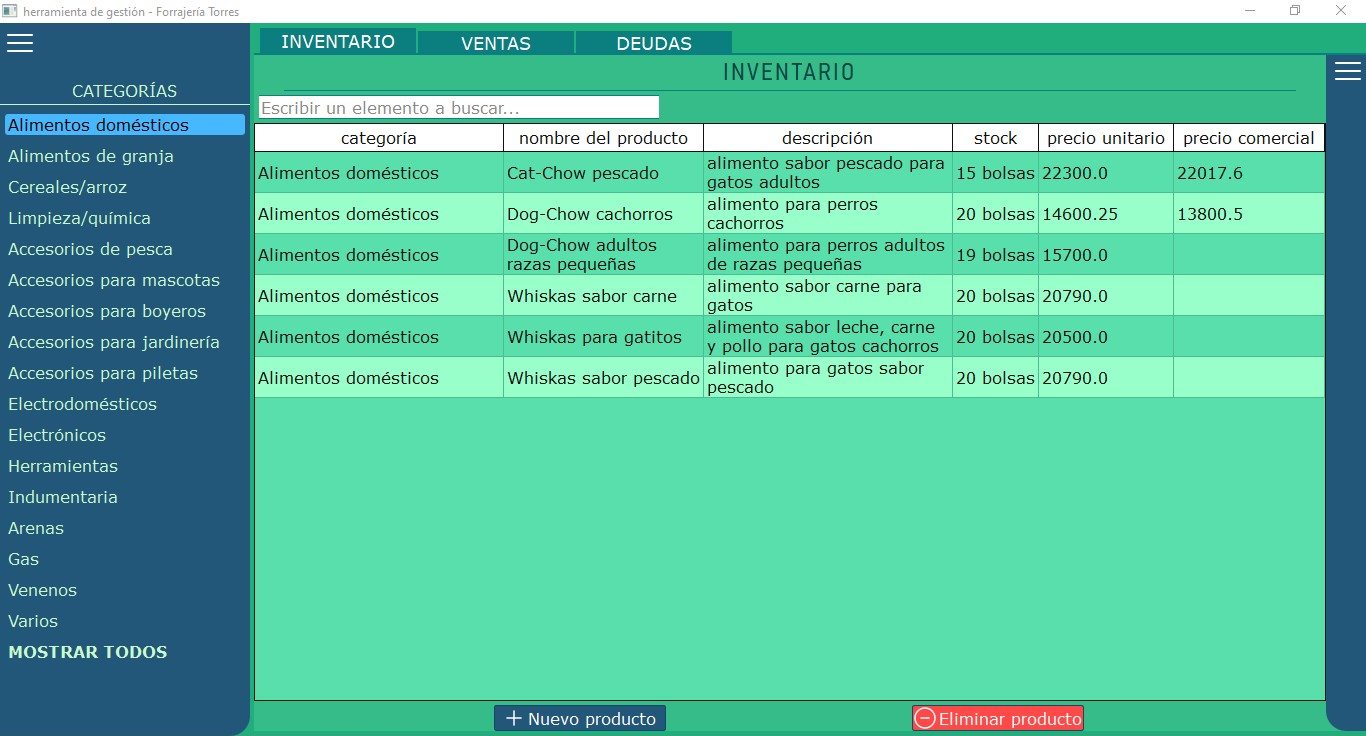 herramienta de gestión - Forrajería Torres
INVENTARIO
VENTAS
DEUDAS
CATEGORÍAS
Alimentos domésticos
Alimentos de granja
Cereales/arroz
Limpieza/química
Accesorios de pesca
Accesorios para mascotas
Accesorios para boyeros
Accesorios para jardinería
Accesorios para piletas
Electrodomésticos
Electrónicos
Herramientas
Indumentaria
Arenas
Gas
Venenos
Varios
MOSTRAR TODOS
INVENTARIO
Escribir un elemento a buscar...
categoría nombre del producto descripción stock precio unitario precio comercial
Alimentos domésticos Cat-Chow pescado alimento sabor pescado para
gatos adultos 15 bolsas 22300.0 22017.6
Alimentos domésticos Dog-Chow cachorros alimento para perros
cachorros 20 bolsas 14600.25 13800.5
Alimentos domésticos Dog-Chow adultos
razas pequeñas alimento para perros adultos
de razas pequeñas 19 bolsas 15700.0
Alimentos domésticos Whiskas sabor carne alimento sabor carne para
gatos 20 bolsas 20790.0
Alimentos domésticos Whiskas para gatitos alimento sabor leche, carne
y pollo para gatos cachorros 20 bolsas 20500.0
Alimentos domésticos Whiskas sabor pescado alimento para gatos sabor
pescado 20 bolsas 20790.0
Nuevo producto
Eliminar producto